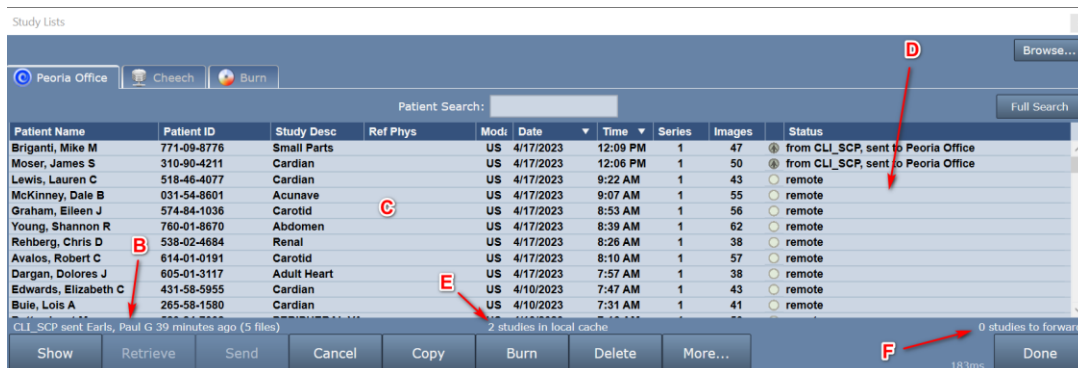 Study Lists
D
Browse...
Peoria Office Cheech Burn
Patient Search:
Full Search
Patient Name Patient ID Study Desc Ref Phys Moda Date Time Series Images Status
Briganti, Mike M 771-09-8776 Small Parts US 4/17/2023 12:09 PM 1 47 from CLI_SCP, sent to Peoria Office
Moser, James S 310-90-4211 Cardian US 4/17/2023 12:06 PM 1 50 from CLI_SCP, sent to Peoria Office
Lewis, Lauren C 518-46-4077 Cardian US 4/17/2023 9:22 AM 1 43 remote
McKinney, Dale B 031-54-8601 Acunave US 4/17/2023 9:07 AM 1 55 remote
Graham, Eileen J 574-84-1036 Carotid C US 4/17/2023 8:53 AM 1 56 remote
Young, Shannon R 760-01-8670 Abdomen US 4/17/2023 8:39 AM 1 62 remote
Rehberg, Chris D 538-02-4684 Renal US 4/17/2023 8:26 AM 1 38 remote
B
Avalos, Robert C 614-01-0191 Carotid US 4/17/2023 8:10 AM 1 57 remote
Dargan, Dolores J 605-01-3117 Adult Heart US 4/17/2023 7:57 AM 1 38 remote
Edwards, Elizabeth C 431-58-5955 Cardian E US 4/10/2023 7:47 AM 1 43 remote
Buie, Lois A 265-58-1580 Cardian US 4/10/2023 7:31 AM 1 41 remote
CLI_SCP sent Earls, Paul G 39 minutes ago (5 files) 2 studies in local cache 0 studies to forward
Show Retrieve Send Cancel Copy Burn Delete More... F Done
183ms